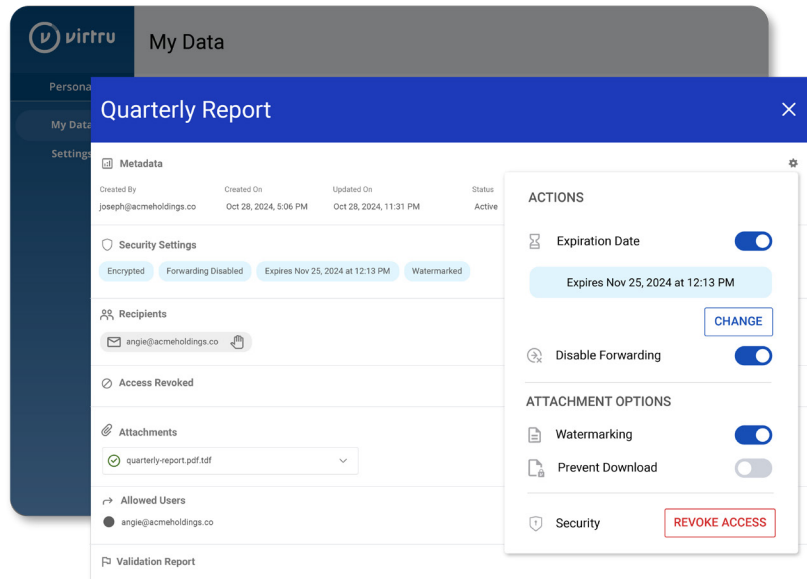 virtru
My Data
Persona
My Data
Settings
Quarterly Report
Metadata
Created By
Created On
Updated On
Status
joseph@acmeholdings.co
Oct 28, 2024, 5:06 PM
Oct 28, 2024, 11:31 PM
Active
Security Settings
Encrypted
Forwarding Disabled
Expires Nov 25, 2024 at 12:13 PM
Watermarked
Recipients
angie@acmeholdings.co
Access Revoked
Attachments
quarterly-report.pdf.tdf
Allowed Users
angie@acmeholdings.co
Validation Report
ACTIONS
Expiration Date
Expires Nov 25, 2024 at 12:13 PM
CHANGE
Disable Forwarding
ATTACHMENT OPTIONS
Watermarking
Prevent Download
Security
REVOKE ACCESS